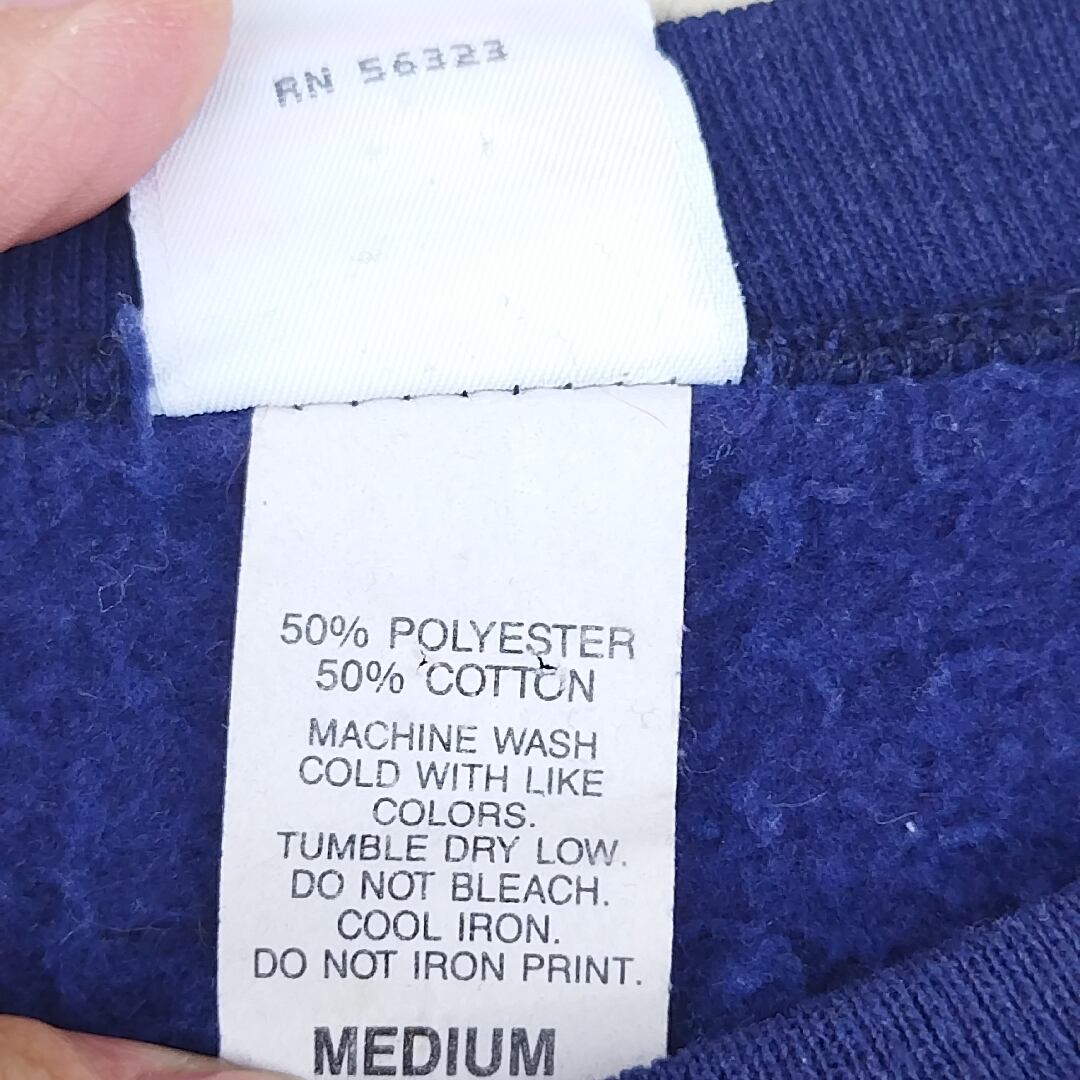 RN 56323
50% POLYESTER
50% COTTON
MACHINE WASH
COLD WITH LIKE
COLORS.
TUMBLE DRY LOW.
DO NOT BLEACH.
COOL IRON.
DO NOT IRON PRINT.
MEDIUM